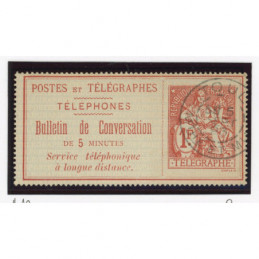 POSTES ET TÉLÉGRAPHES
TÉLÉPHONES
Bulletin de Conversation
DE 5 MINUTES
Service téléphonique
à longue distance.
1F
TÉLÉGRAPHE